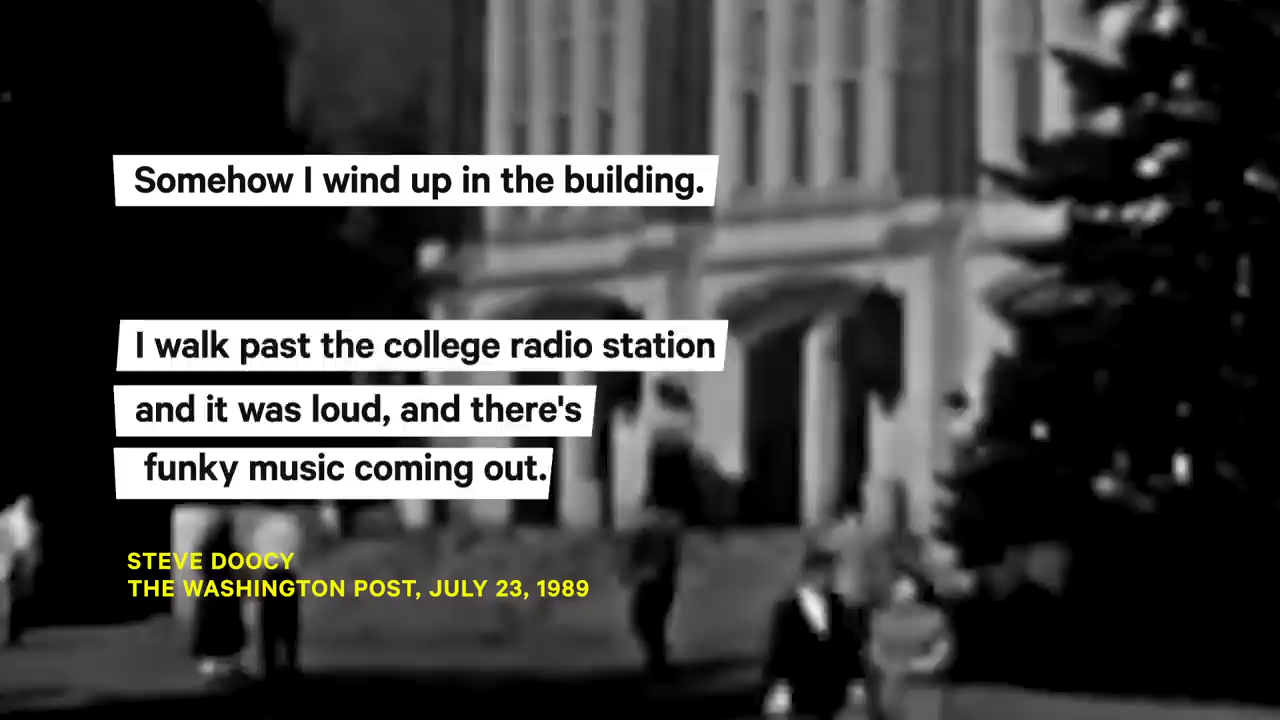 Somehow I wind up in the building.
I walk past the college radio station
and it was loud, and there's
funky music coming out.
STEVE DOOCY
THE WASHINGTON POST, JULY 23, 1989